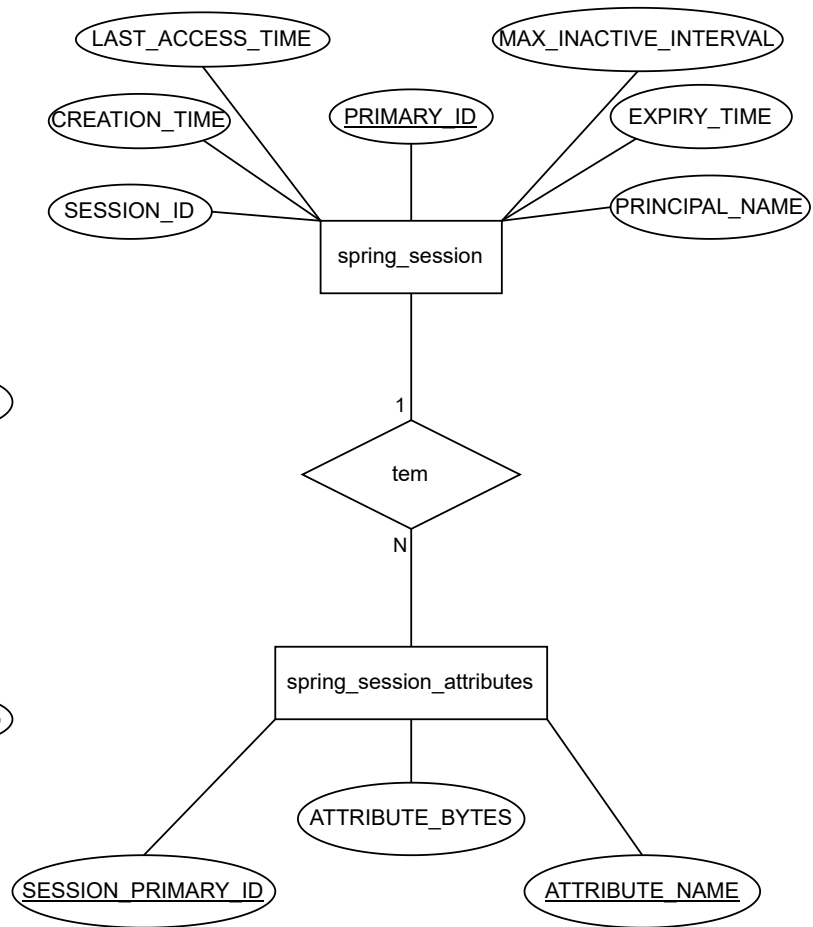 LAST_ACCESS_TIME
MAX_INACTIVE_INTERVAL
CREATION_TIME
PRIMARY_ID
EXPIRY_TIME
SESSION_ID
PRINCIPAL_NAME
spring_session
1
tem
N
spring_session_attributes
ATTRIBUTE_BYTES
SESSION_PRIMARY_ID
ATTRIBUTE_NAME